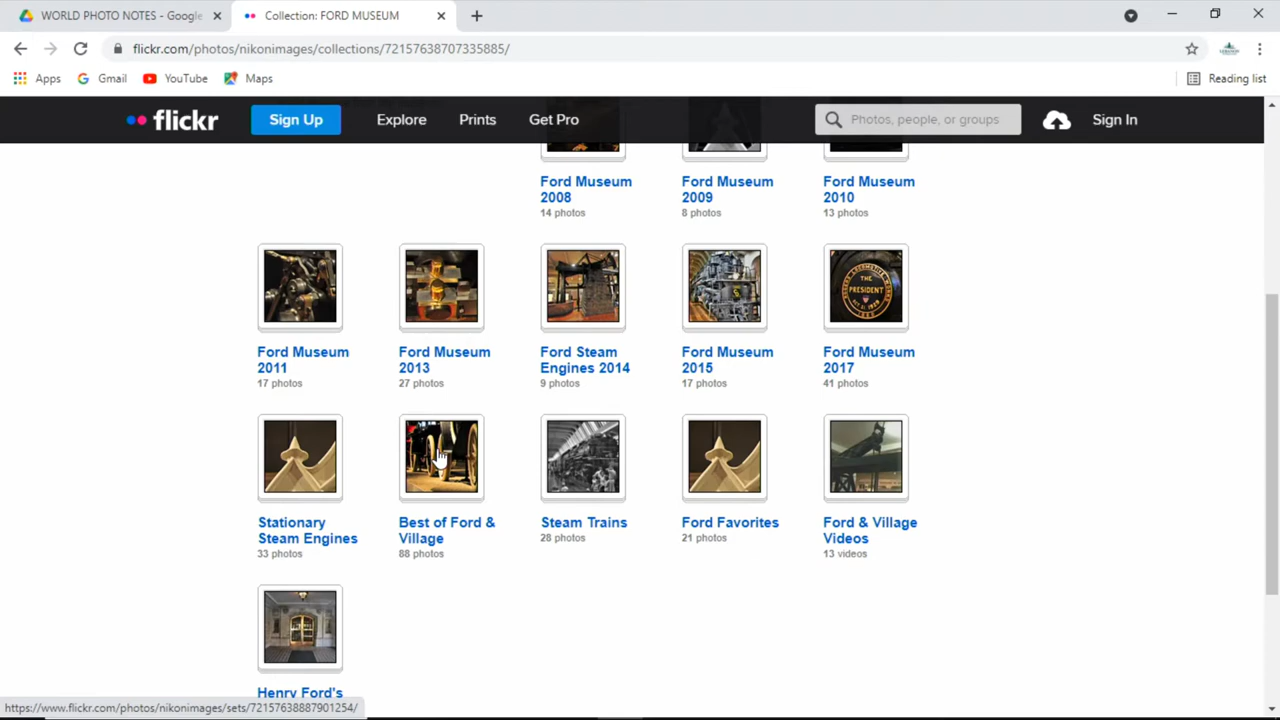 WORLD PHOTO NOTES - Google
Collection: FORD MUSEUM
flickr.com/photos/nikonimages/collections/72157638707335885/
Apps Gmail YouTube Maps Reading list
flickr Sign Up Explore Prints Get Pro Photos, people, or groups Sign In
Ford Museum
2008
14 photos
Ford Museum
2009
8 photos
Ford Museum
2010
13 photos
Ford Museum
2011
17 photos
Ford Museum
2013
27 photos
Ford Steam
Engines 2014
9 photos
Ford Museum
2015
17 photos
Ford Museum
2017
41 photos
THE
PRESIDENT
Stationary
Steam Engines
33 photos
Best of Ford &
Village
88 photos
Steam Trains
28 photos
Ford Favorites
21 photos
Ford & Village
Videos
13 videos
Henry Ford's
https://www.flickr.com/photos/nikonimages/sets/72157638887901254/